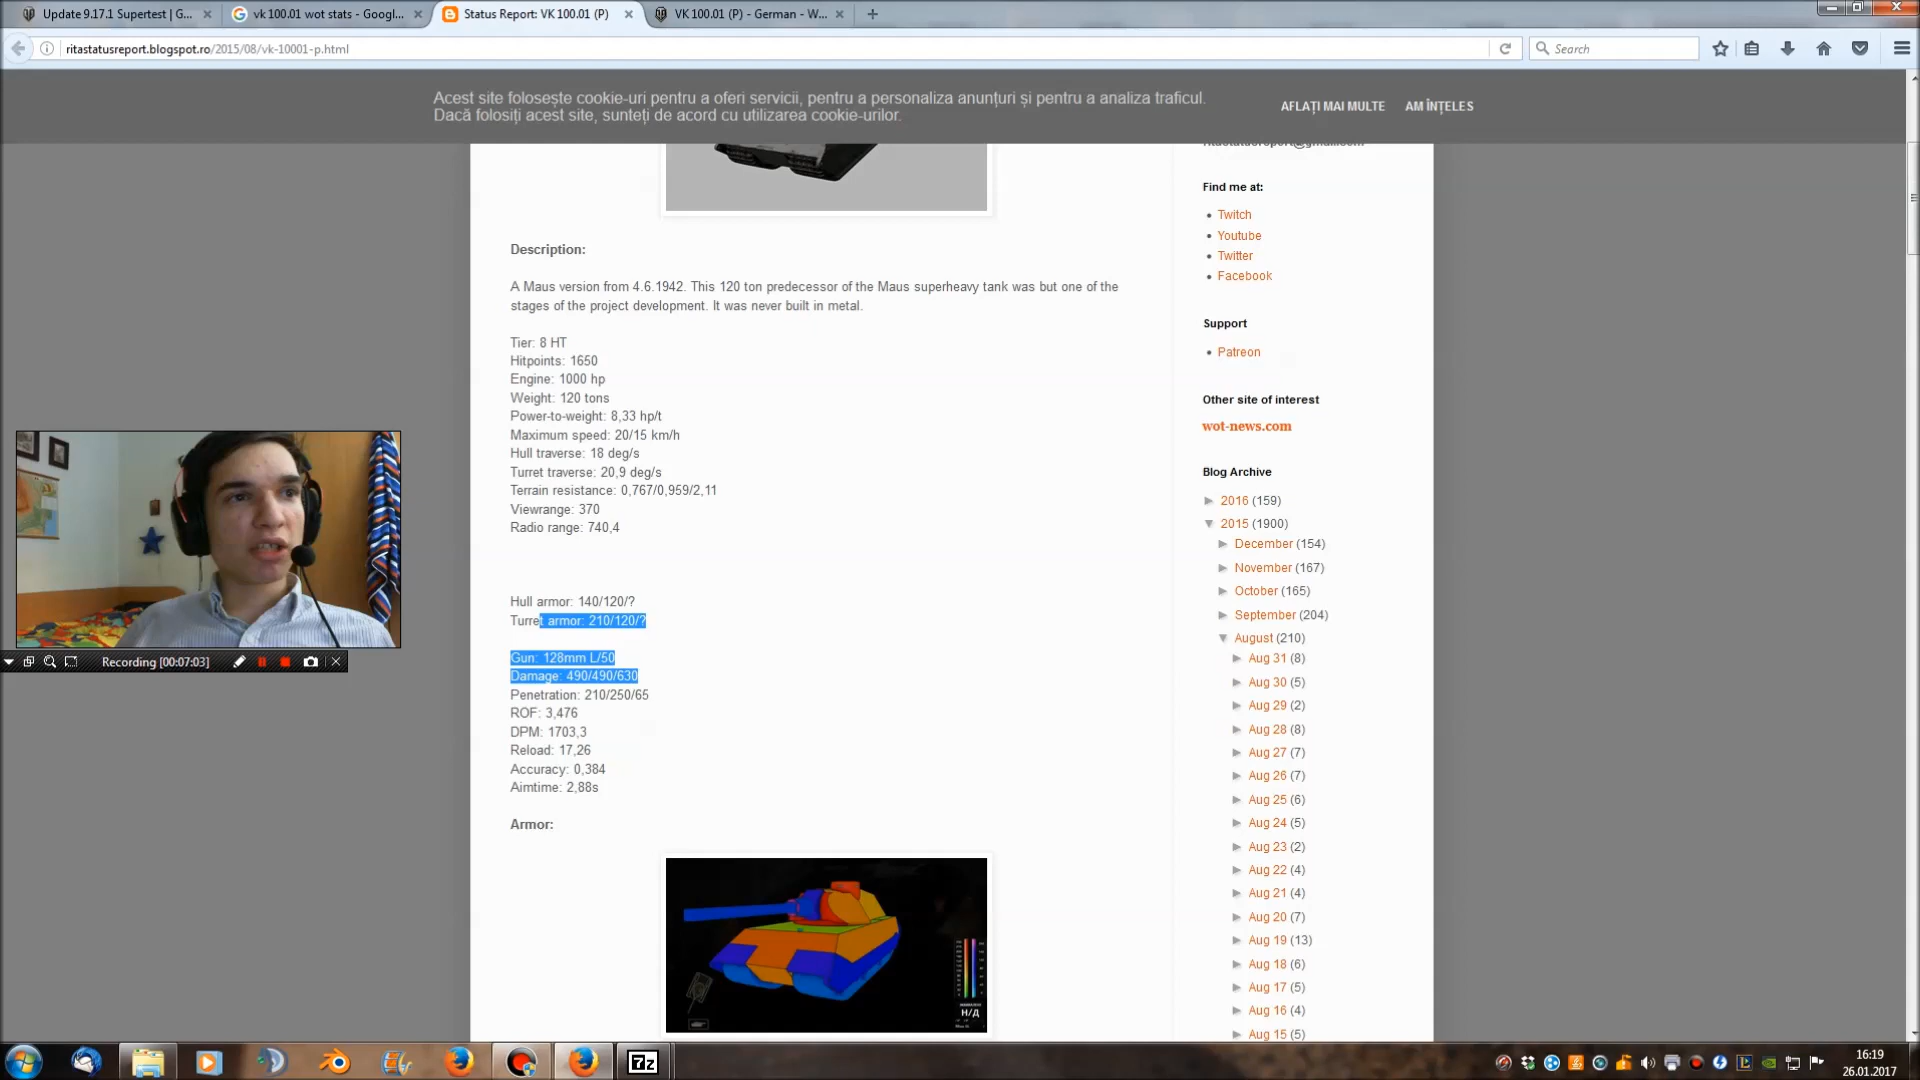 Update 9.17.1 Supertest | G...
vk 100.01 wot stats - Googl...
Status Report: VK 100.01 (P)
VK 100.01 (P) - German - W...
ritastatusreport.blogspot.ro/2015/08/vk-10001-p.html
Search
Acest site folosește cookie-uri pentru a oferi servicii, pentru a personaliza anunțuri și pentru a analiza traficul.
Dacă folosiți acest site, sunteți de acord cu utilizarea cookie-urilor.
AFLAȚI MAI MULTE
AM ÎNȚELES
Description:
A Maus version from 4.6.1942. This 120 ton predecessor of the Maus superheavy tank was but one of the
stages of the project development. It was never built in metal.
Tier: 8 HT
Hitpoints: 1650
Engine: 1000 hp
Weight: 120 tons
Power-to-weight: 8,33 hp/t
Maximum speed: 20/15 km/h
Hull traverse: 18 deg/s
Turret traverse: 20,9 deg/s
Terrain resistance: 0,767/0,959/2,11
Viewrange: 370
Radio range: 740,4
Hull armor: 140/120/?
Turret armor: 210/120/?
Gun: 128mm L/50
Damage: 490/490/630
Penetration: 210/250/65
ROF: 3,476
DPM: 1703,3
Reload: 17,26
Accuracy: 0,384
Aimtime: 2,88s
Armor:
Н/Д
ritastatusreport@gmail.com
Find me at:
Twitch
Youtube
Twitter
Facebook
Support
Patreon
Other site of interest
wot-news.com
Blog Archive
► 2016 (159)
▼ 2015 (1900)
► December (154)
► November (167)
► October (165)
► September (204)
▼ August (210)
► Aug 31 (8)
► Aug 30 (5)
► Aug 29 (2)
► Aug 28 (8)
► Aug 27 (7)
► Aug 26 (7)
► Aug 25 (6)
► Aug 24 (5)
► Aug 23 (2)
► Aug 22 (4)
► Aug 21 (4)
► Aug 20 (7)
► Aug 19 (13)
► Aug 18 (6)
► Aug 17 (5)
► Aug 16 (4)
► Aug 15 (5)
Recording [00:07:03]
7z
16:19
26.01.2017